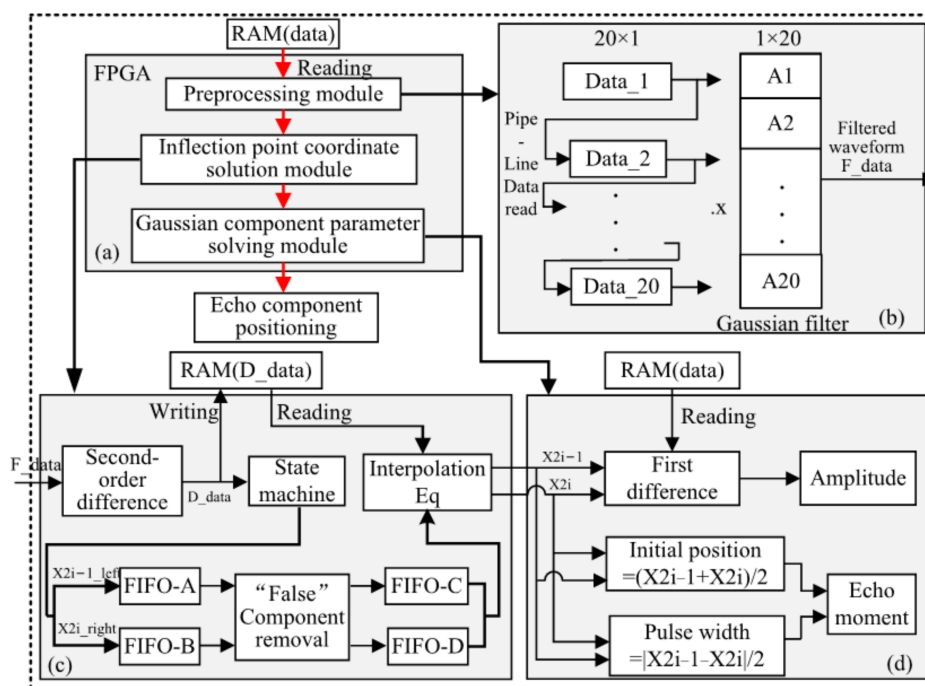 RAM(data)
Reading
FPGA
Preprocessing module
Inflection point coordinate
solution module
Gaussian component parameter
solving module
(a)
Echo component
positioning
20×1
1×20
Data_1
A1
Pipe
-
Line
Data_2
A2
Filtered
waveform
F_data
Data
read
.
.
.
.x
.
.
.
Data_20
A20
Gaussian filter
(b)
RAM(D_data)
Writing
Reading
F_data
Second-
order
difference
D_data
State
machine
Interpolation
Eq
X2i-1_left
FIFO-A
“False”
Component
removal
FIFO-C
X2i_right
FIFO-B
FIFO-D
(c)
RAM(data)
Reading
X2i-1
X2i
First
difference
Amplitude
Initial position
=(X2i-1+X2i)/2
Echo
moment
Pulse width
=|X2i-1-X2i|/2
(d)